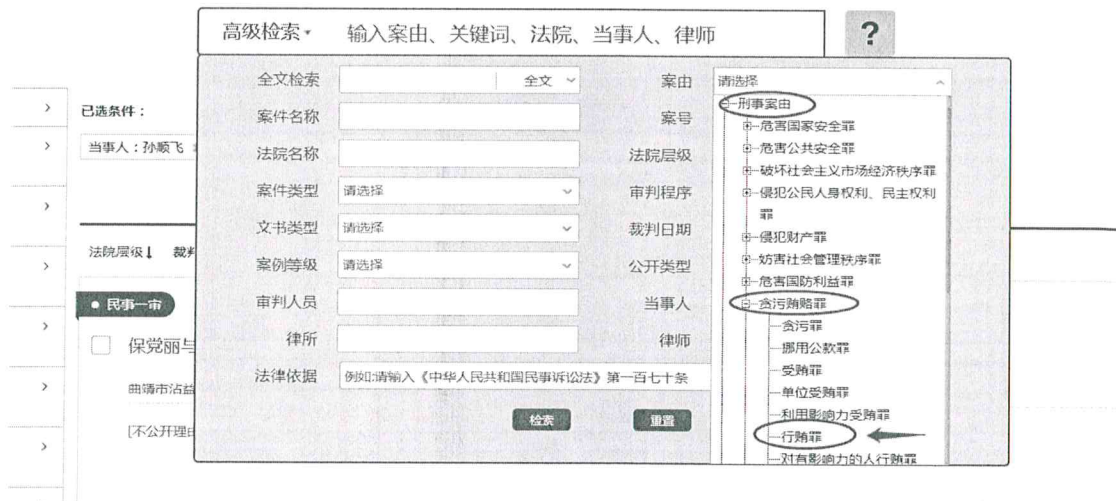 高级检索 输入案由、关键词、法院、当事人、律师 ?
全文检索 全文 案由 请选择
已选条件：
案件名称 案号
当事人：孙顺飞
法院名称 法院层级
案件类型 请选择 审判程序
文书类型 请选择 裁判日期
法院层级↓ 裁判
案例等级 请选择 公开类型
审判人员 当事人
• 民事一审
律所 律师
保党丽与
法律依据 例如:请输入《中华人民共和国民事诉讼法》第一百七十条
曲靖市沾益
检索 重置
[不公开理由
刑事案由
危害国家安全罪
危害公共安全罪
破坏社会主义市场经济秩序罪
侵犯公民人身权利、民主权利
罪
侵犯财产罪
妨害社会管理秩序罪
危害国防利益罪
贪污贿赂罪
贪污罪
挪用公款罪
受贿罪
单位受贿罪
利用影响力受贿罪
行贿罪
对有影响力的人行贿罪